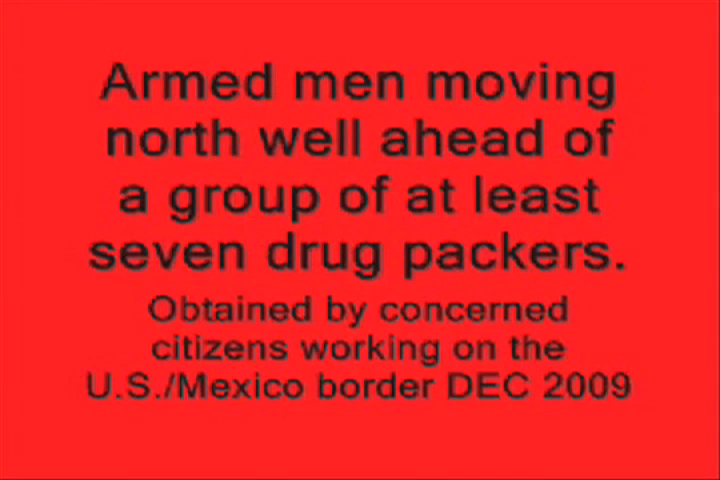 Armed men moving
north well ahead of
a group of at least
seven drug packers.
Obtained by concerned
citizens working on the
U.S./Mexico border DEC 2009